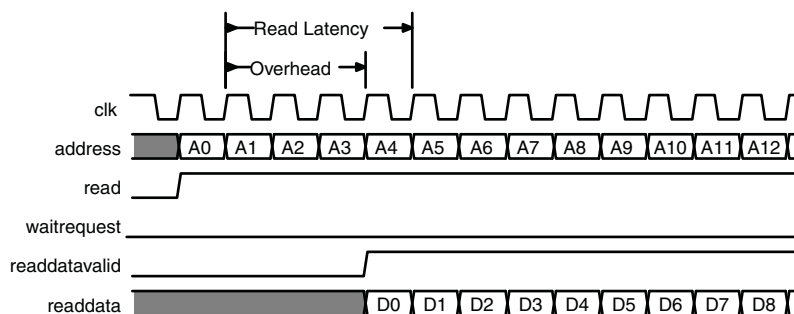 Read Latency
Overhead
clk
address A0 A1 A2 A3 A4 A5 A6 A7 A8 A9 A10 A11 A12
read
waitrequest
readdatavalid
readdata D0 D1 D2 D3 D4 D5 D6 D7 D8